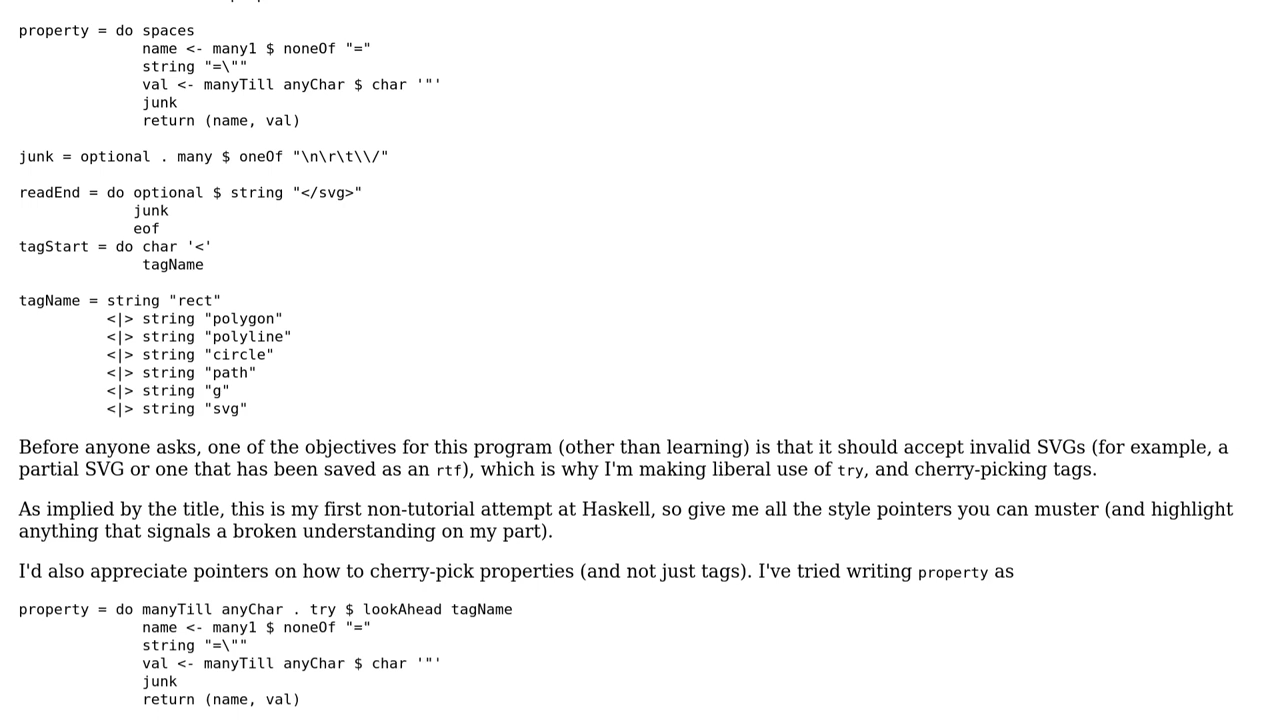 property = do spaces
              name <- many1 $ noneOf "="
              string "=\""
              val <- manyTill anyChar $ char '"'
              junk
              return (name, val)

junk = optional . many $ oneOf "\n\r\t\\/"

readEnd = do optional $ string "</svg>"
             junk
             eof
tagStart = do char '<'
              tagName

tagName = string "rect"
          <|> string "polygon"
          <|> string "polyline"
          <|> string "circle"
          <|> string "path"
          <|> string "g"
          <|> string "svg"

Before anyone asks, one of the objectives for this program (other than learning) is that it should accept invalid SVGs (for example, a
partial SVG or one that has been saved as an rtf), which is why I'm making liberal use of try, and cherry-picking tags.

As implied by the title, this is my first non-tutorial attempt at Haskell, so give me all the style pointers you can muster (and highlight
anything that signals a broken understanding on my part).

I'd also appreciate pointers on how to cherry-pick properties (and not just tags). I've tried writing property as

property = do manyTill anyChar . try $ lookAhead tagName
              name <- many1 $ noneOf "="
              string "=\""
              val <- manyTill anyChar $ char '"'
              junk
              return (name, val)